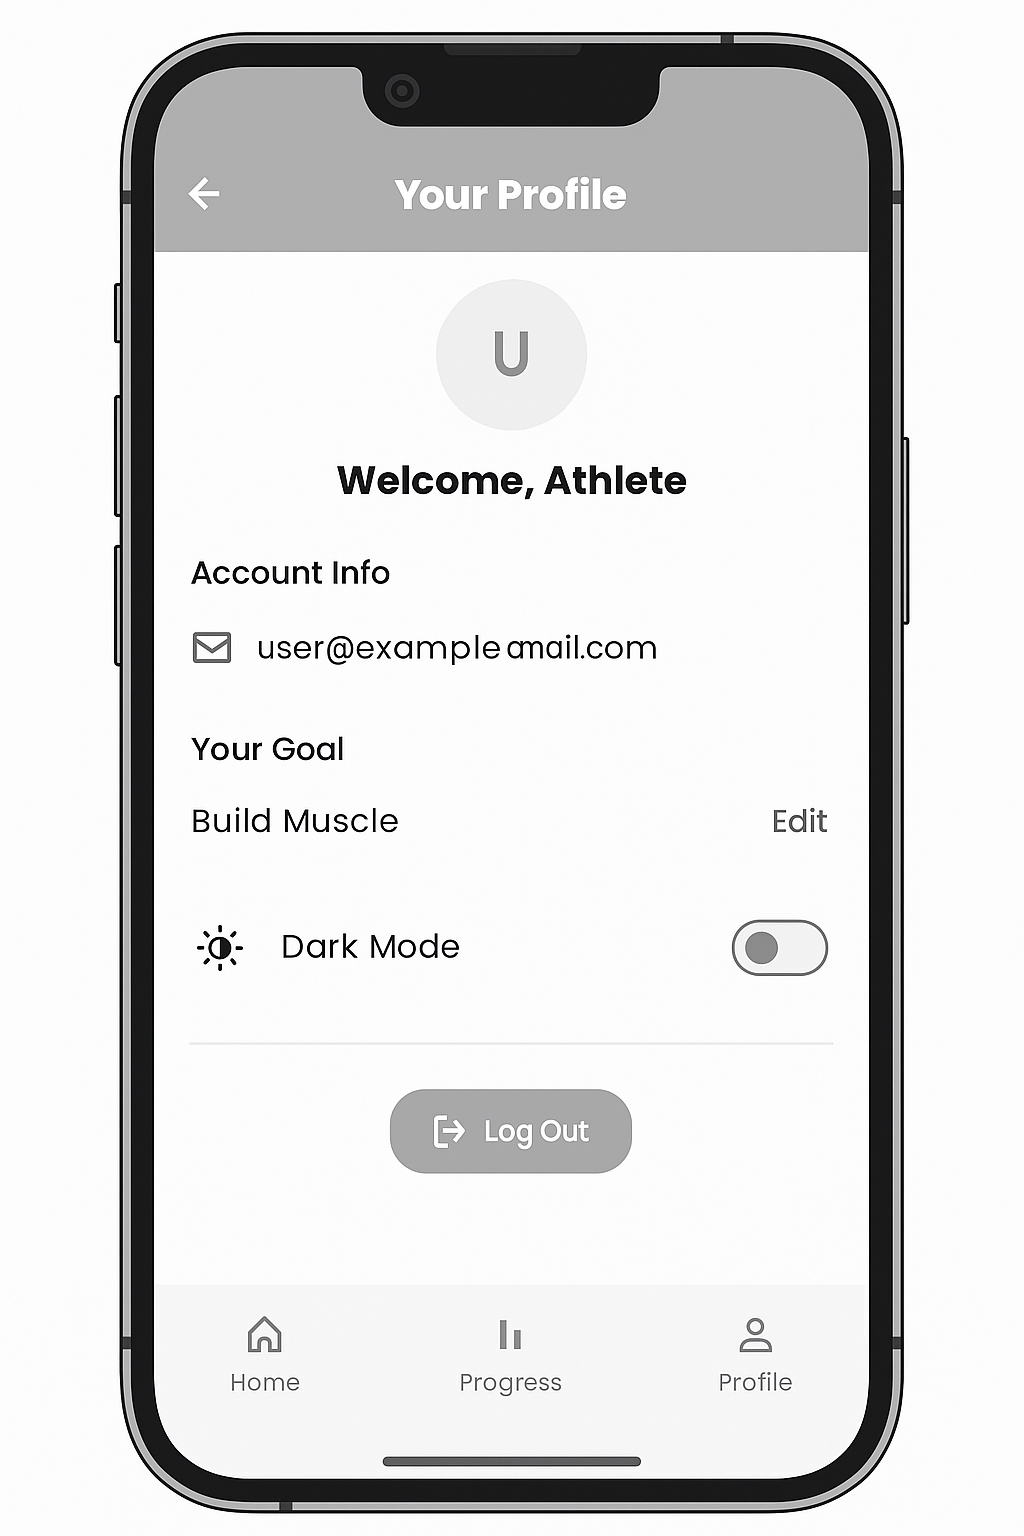 Your Profile
U
Welcome, Athlete
Account Info
user@example amail.com
Your Goal
Build Muscle
Edit
Dark Mode
Log Out
Home
Progress
Profile